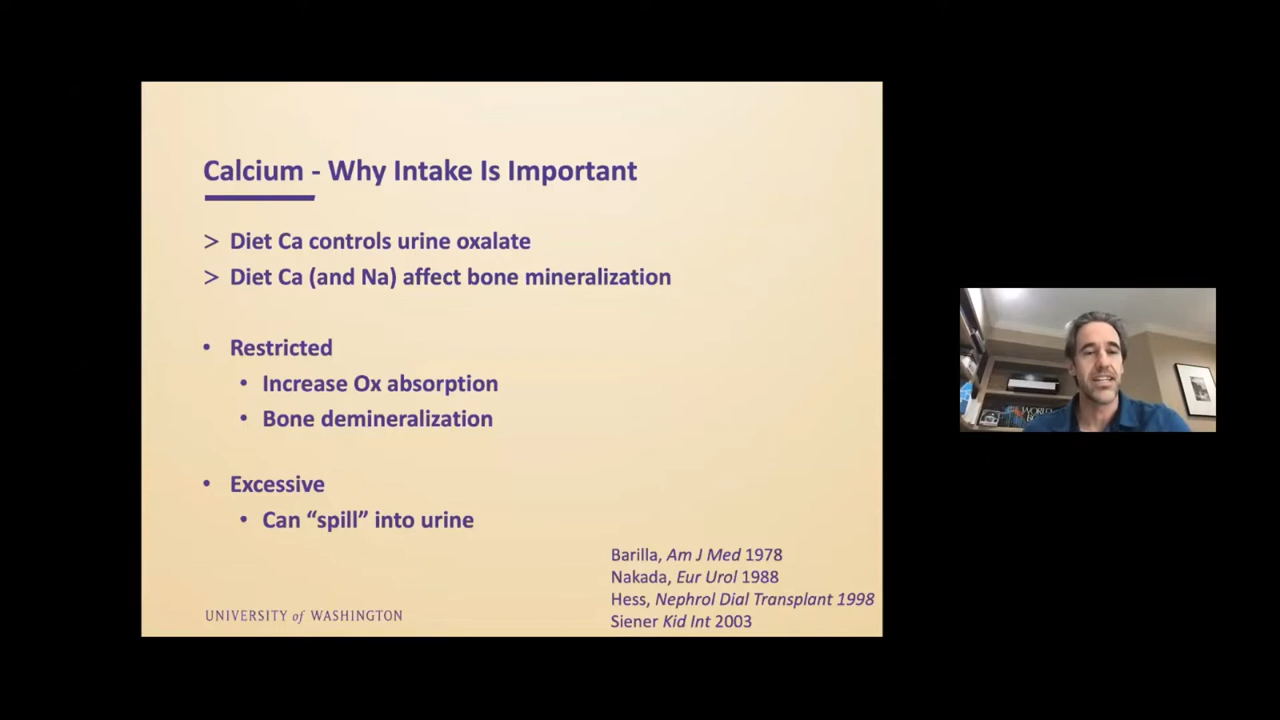 Calcium - Why Intake Is Important
> Diet Ca controls urine oxalate
> Diet Ca (and Na) affect bone mineralization
• Restricted
• Increase Ox absorption
• Bone demineralization
• Excessive
• Can “spill” into urine
Barilla, Am J Med 1978
Nakada, Eur Urol 1988
Hess, Nephrol Dial Transplant 1998
Siener Kid Int 2003
UNIVERSITY of WASHINGTON
WORLD